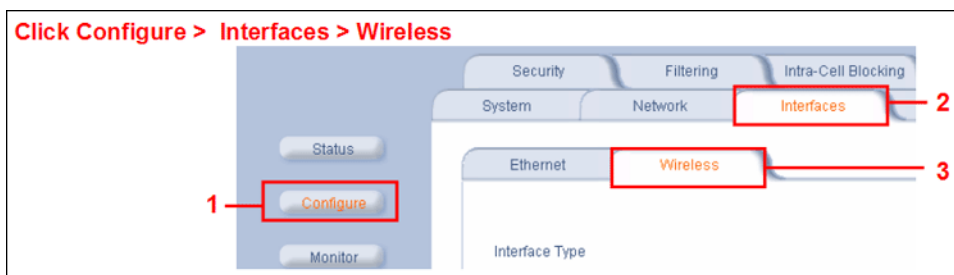 Click Configure > Interfaces > Wireless
Security Filtering Intra-Cell Blocking
System Network Interfaces 2
Status
Ethernet Wireless 3
1 Configure
Monitor Interface Type